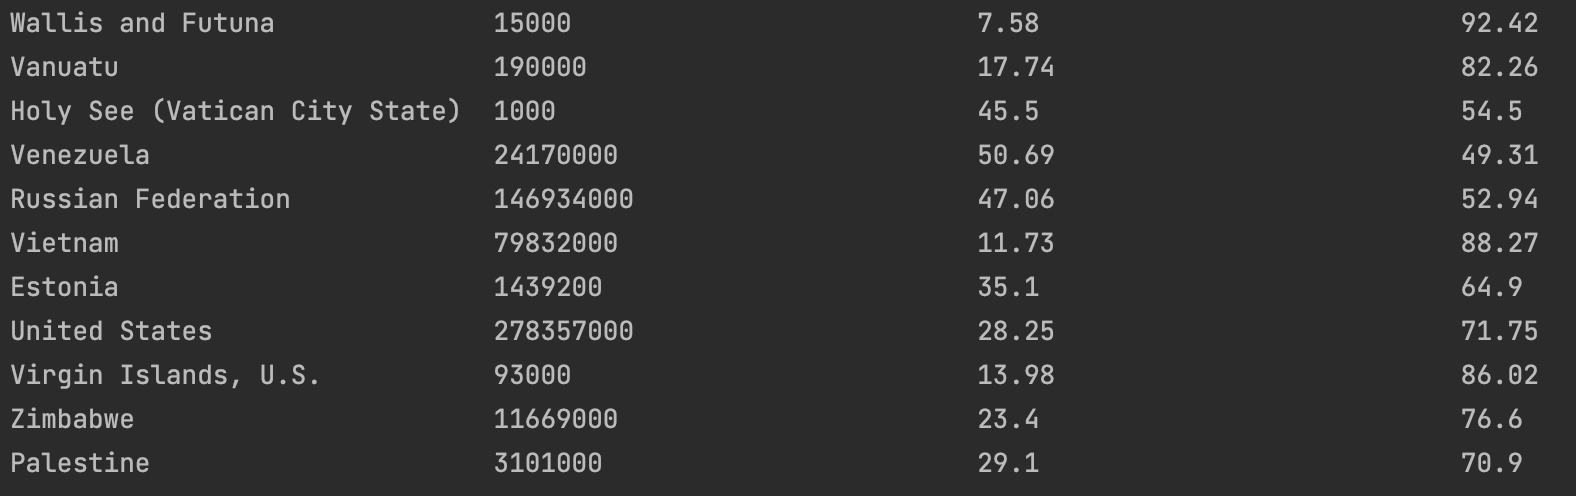 Wallis and Futuna 15000 7.58 92.42
Vanuatu 190000 17.74 82.26
Holy See (Vatican City State) 1000 45.5 54.5
Venezuela 24170000 50.69 49.31
Russian Federation 146934000 47.06 52.94
Vietnam 79832000 11.73 88.27
Estonia 1439200 35.1 64.9
United States 278357000 28.25 71.75
Virgin Islands, U.S. 93000 13.98 86.02
Zimbabwe 11669000 23.4 76.6
Palestine 3101000 29.1 70.9